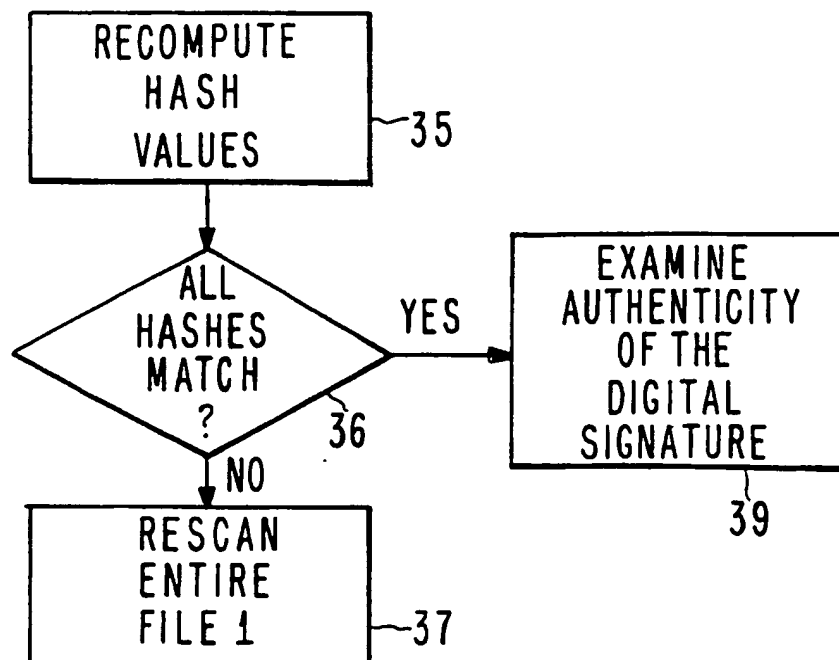 RECOMPUTE
HASH
VALUES
35
ALL
HASHES
MATCH
?
36
YES
EXAMINE
AUTHENTICITY
OF THE
DIGITAL
SIGNATURE
39
NO
RESCAN
ENTIRE
FILE 1
37